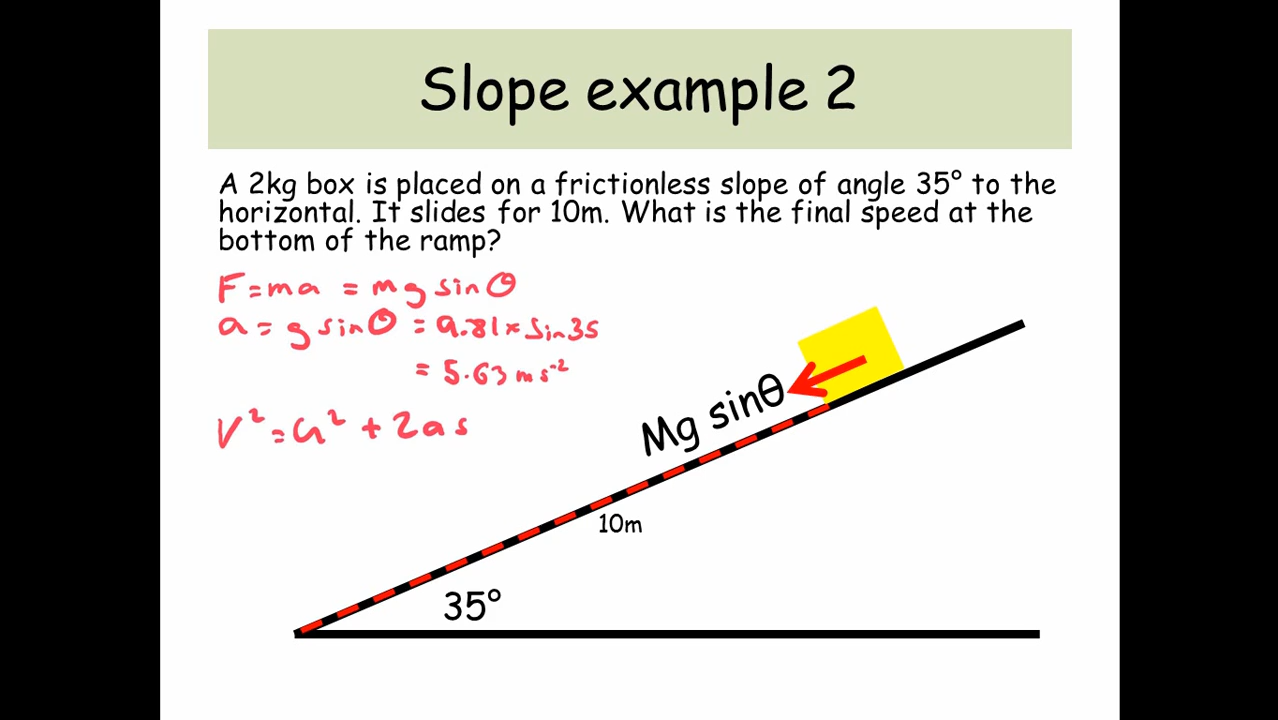 Slope example 2
A 2kg box is placed on a frictionless slope of angle 35° to the
horizontal. It slides for 10m. What is the final speed at the
bottom of the ramp?
F = ma = mg sinθ
a = g sinθ = 9.81 × sin35
= 5.63 ms⁻²
V² = u² + 2as
Mg sinθ
10m
35°